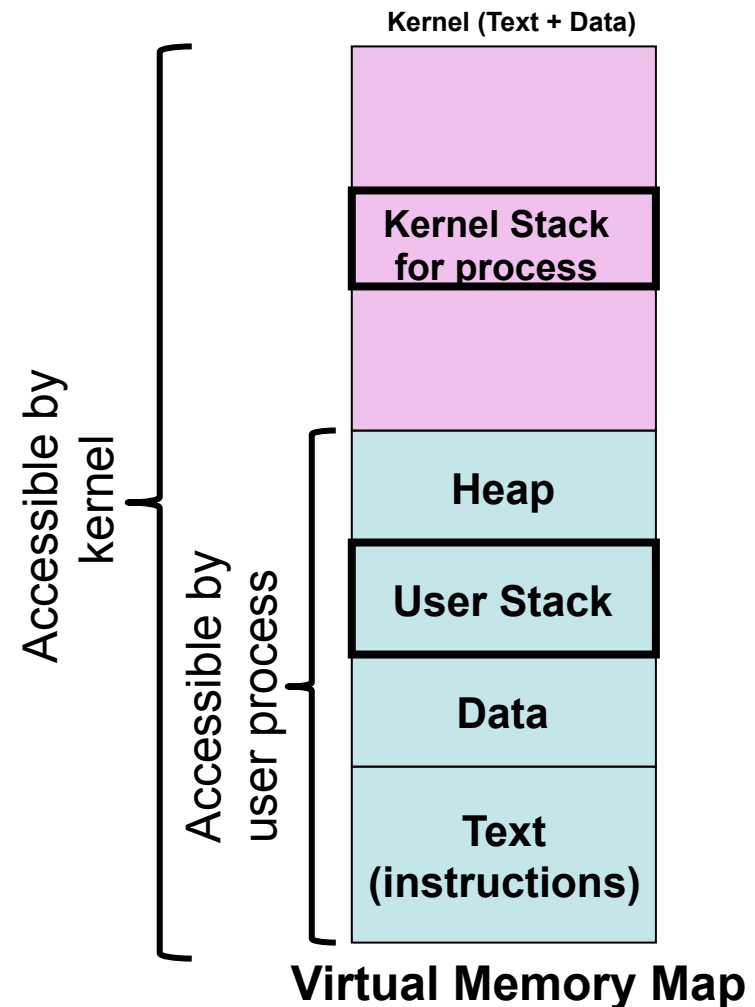 Kernel (Text + Data)
Kernel Stack
for process
Accessible by
kernel
Accessible by
user process
Heap
User Stack
Data
Text
(instructions)
Virtual Memory Map